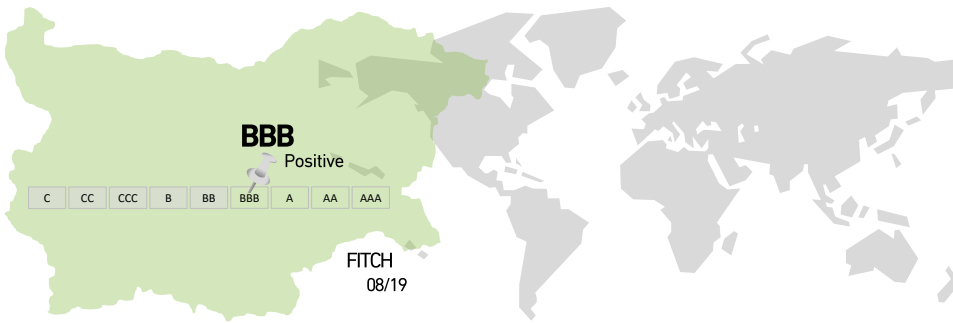 BBB
Positive
C CC CCC B BB BBB A AA AAA
FITCH
08/19